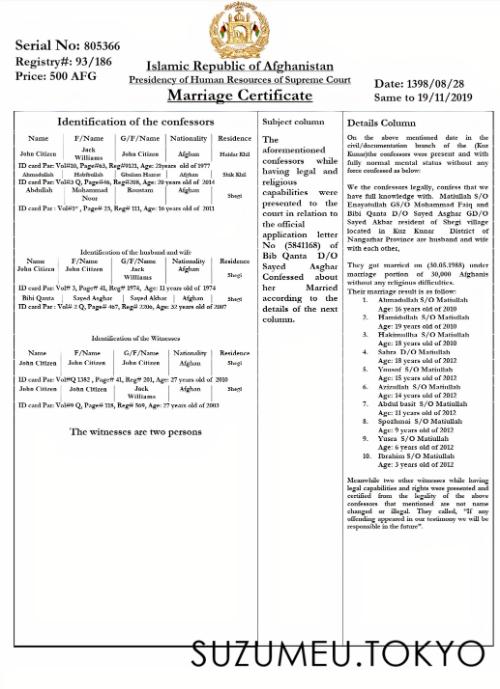 Serial No: 805366
Registry#: 93/186
Price: 500 AFG
Islamic Republic of Afghanistan
Presidency of Human Resources of Supreme Court
Marriage Certificate
Date: 1398/08/28
Same to 19/11/2019
Identification of the confessors
Name F/Name G/F/Name Nationality Residence
John Citizen Jack Williams John Citizen Afghan Haidar Khil
ID card Par: Page#63, Age: 21years old of 1977
Ahmadullah Habibullah Ghulam Hazrat Afghan Shik Khil
ID card Par: Vol#3 Q, Age: 20 years old of 2014
Abdullah Mohammad Noor Roostam Afghan Shegi
ID card Par: Page# 23, Reg# 111, Age: 16 years old of 2011
Identification of the husband and wife
Name F/Name G/F/Name Nationality Residence
John Citizen John Citizen Jack Williams Afghan Shegi
ID card Par: Vol# 3, Page# 41, Reg# 1974, Age: 11 years old of 1974
Bibi Qanta Sayed Asghar Sayed Akbar Afghan Shegi
ID card Par : Vol# 2 Q, Page# 467, Reg# 2206, Age: 32 years old of 2007
Identification of the Witnesses
Name F/Name G/F/Name Nationality Residence
John Citizen John Citizen John Citizen Afghan Shegi
ID card Par: Vol#Q 1382 , Page# 41, Reg# 201, Age: 27 years old of 2010
John Citizen John Citizen Jack Williams Afghan Shegi
ID card Par: Vol#9 Q, Page# 118, Reg# 569, Age: 27 years old of 2003
The witnesses are two persons
Subject column
The
aforementioned
confessors while
having legal and
religious
capabilities were
presented to the
court in relation to
the official
application letter
No (5841168) of
Bib Qanta D/O
Sayed Asghar
Confessed about
her Married
according to the
details of the next
column.
Details Column
On the above mentioned date in the
civil/documentation branch of the (Kuz
Kunar)the confessors were present and with
fully normal mental status without any
force confessed as below:
We the confessors legally, confess that we
have full knowledge with. Matiullah S/O
Enayatullah GS/O Mohammad Faiq and
Bibi Qanta D/O Sayed Asghar GD/O
Sayed Akbar resident of Shegi village
located in Kuz Kunar District of
Nangarhar Province are husband and wife
with each other,
They got married on (30.05.1988) under
marriage portion of 30,000 Afghanis
without any religious difficulties.
Their marriage result is as follow:
1. Ahmadullah S/O Matiullah
Age: 16 years old of 2010
2. Hamidullah S/O Matiullah
Age: 19 years old of 2010
3. Hakimullha S/O Matiullah
Age: 18 years old of 2010
4. Sahra D/O Matiullah
Age: 18 years old of 2012
5. Yousof S/O Matiullah
Age: 15 years old of 2012
6. Azizullah S/O Matiullah
Age: 14 years old of 2012
7. Abdul basit S/O Matiullah
Age: 11 years old of 2012
8. Spozhmai S/O Matiullah
Age: 9 years old of 2012
9. Yusra S/O Matiullah
Age: 6 years old of 2012
10. Ibrahim S/O Matiullah
Age: 3 years old of 2012
Meanwhile two other witnesses while having
legal capabilities and rights were presented and
certified from the legality of the above
confessors that mentioned are not name
changed or illegal. They called, "If any
offending appeared in our testimony we will be
responsible in the future".
SUZUMEU.TOKYO